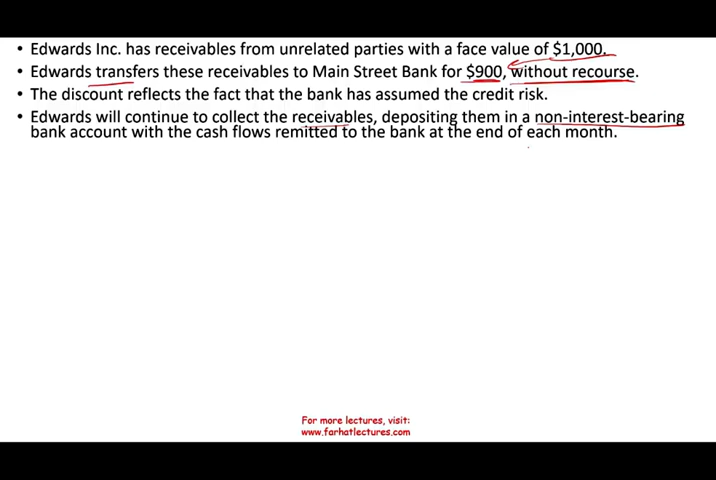 • Edwards Inc. has receivables from unrelated parties with a face value of $1,000.
• Edwards transfers these receivables to Main Street Bank for $900, without recourse.
• The discount reflects the fact that the bank has assumed the credit risk.
• Edwards will continue to collect the receivables, depositing them in a non-interest-bearing
bank account with the cash flows remitted to the bank at the end of each month.
For more lectures, visit:
www.farhatlectures.com